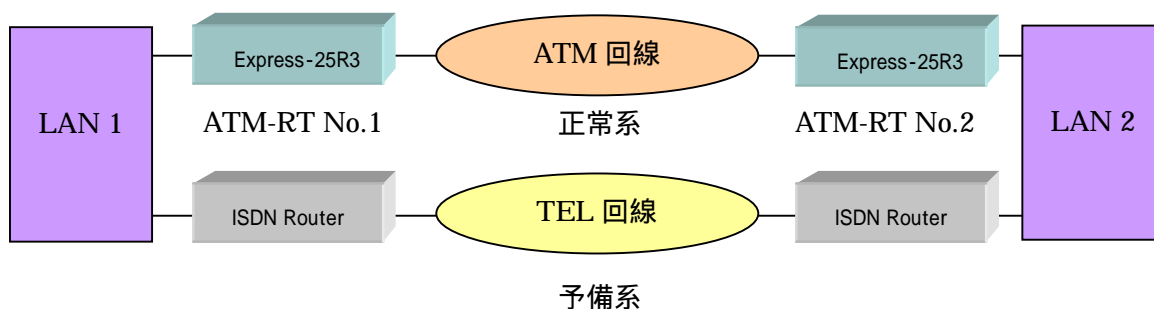 Express-25R3
ATM 回線
Express-25R3
LAN 1
ATM-RT No.1
正常系
ATM-RT No.2
LAN 2
ISDN Router
TEL 回線
ISDN Router
予備系